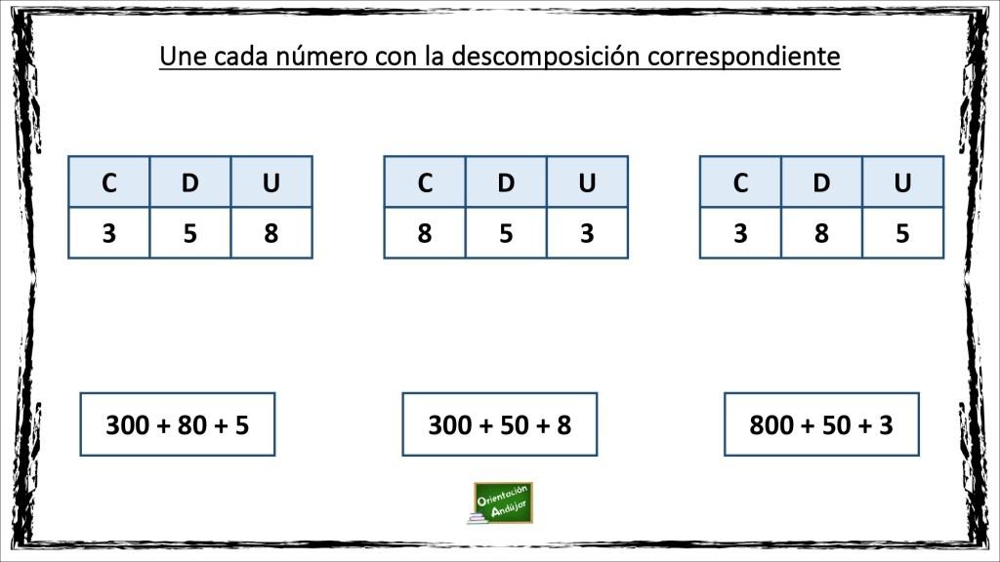 Une cada número con la descomposición correspondiente
C D U C D U C D U
3 5 8 8 5 3 3 8 5
300 + 80 + 5 300 + 50 + 8 800 + 50 + 3
Orientación
Andújar